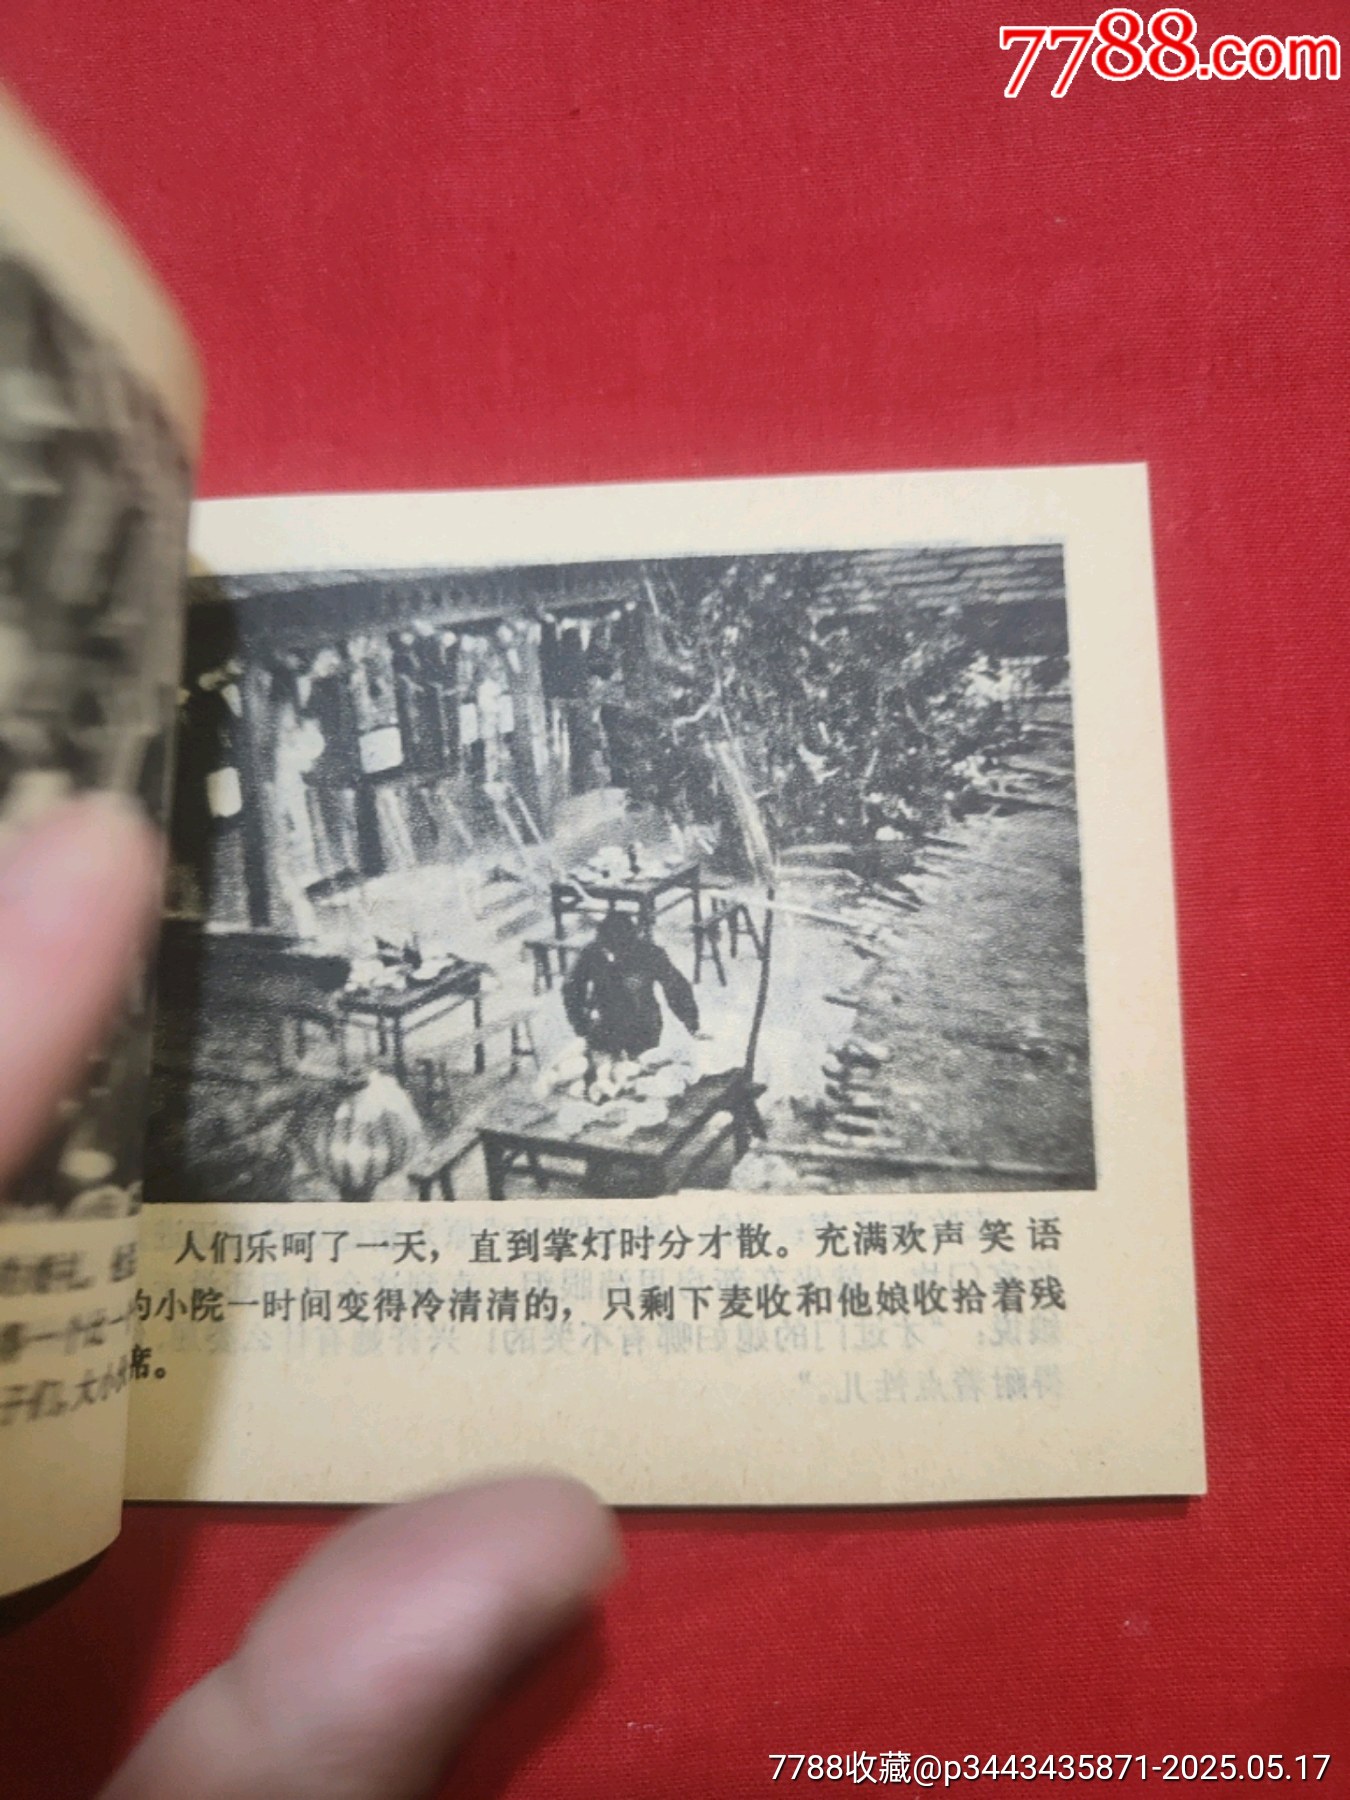 7788.com
人们乐呵了一天，直到掌灯时分才散。充满欢声笑语
的小院一时间变得冷清清的，只剩下麦收和他娘收拾着残
席。
7788收藏@p3443435871-2025.05.17